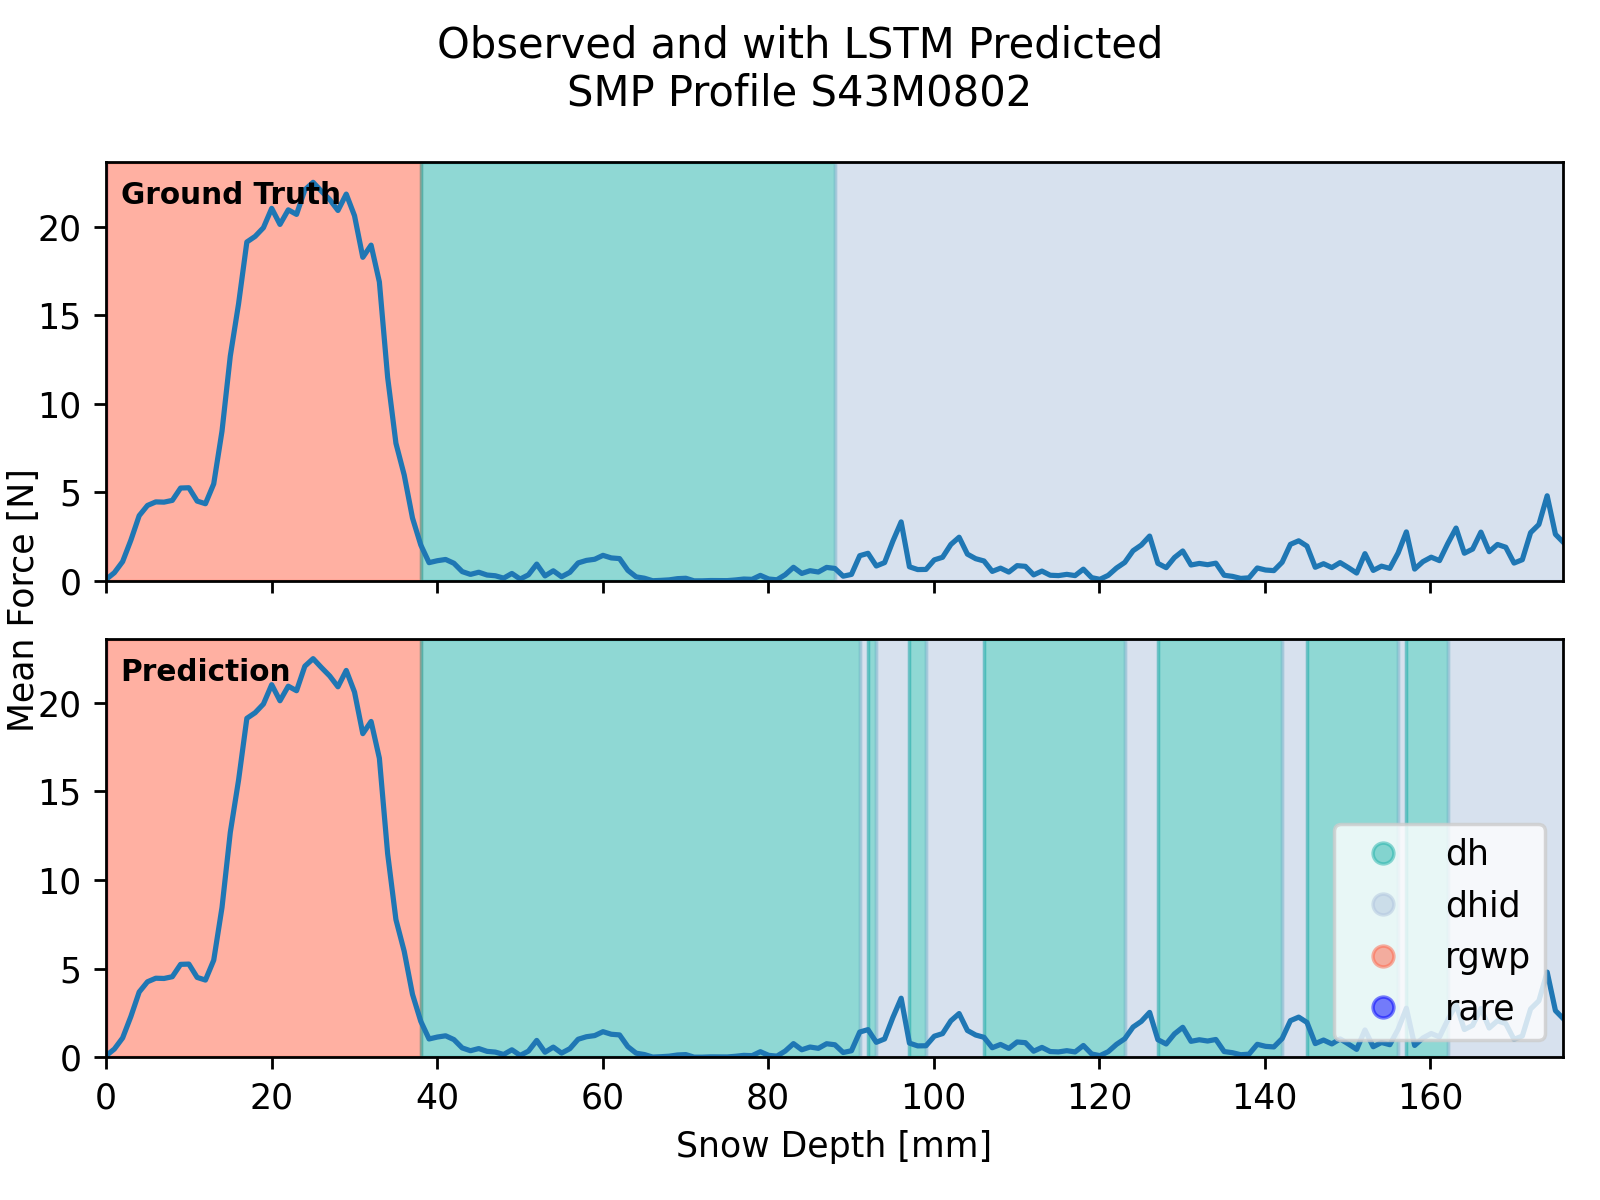 Observed and with LSTM Predicted
SMP Profile S43M0802
Ground Truth
20
15
10
5
0
Mean Force [N]
Prediction
20
15
10
5
0
dh
dhid
rgwp
rare
0 20 40 60 80 100 120 140 160
Snow Depth [mm]